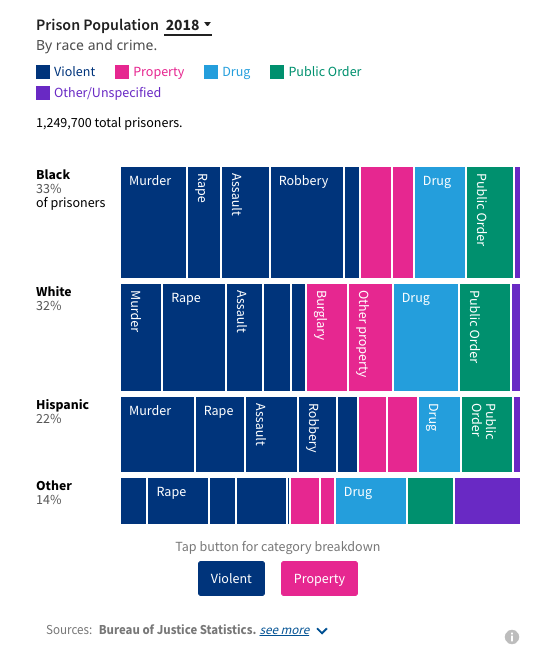 Prison Population 2018
By race and crime.
Violent Property Drug Public Order
Other/Unspecified
1,249,700 total prisoners.
Black
33%
of prisoners
Murder Rape Assault Robbery Drug Public Order
White
32%
Murder Rape Assault Burglary Other property Drug Public Order
Hispanic
22%
Murder Rape Assault Robbery Drug Public Order
Other
14%
Rape Drug
Tap button for category breakdown
Violent Property
Sources: Bureau of Justice Statistics. see more
i